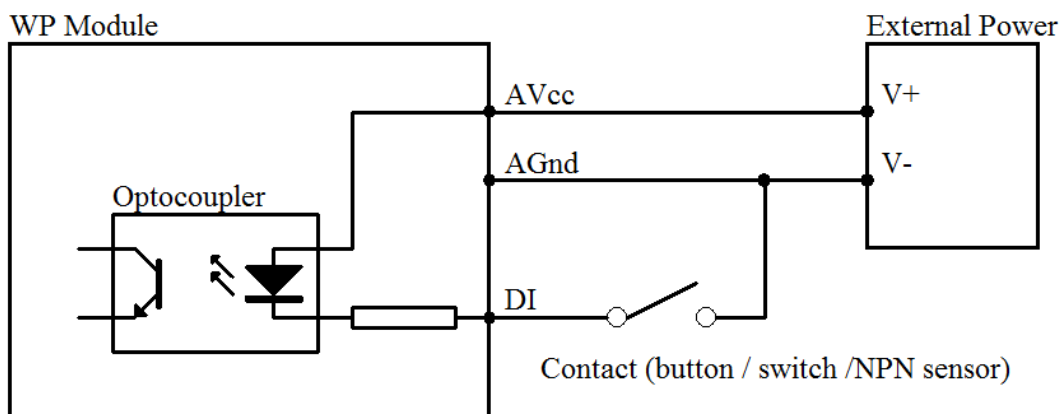 WP Module
External Power
AVcc
V+
AGnd
V-
Optocoupler
DI
Contact (button / switch /NPN sensor)